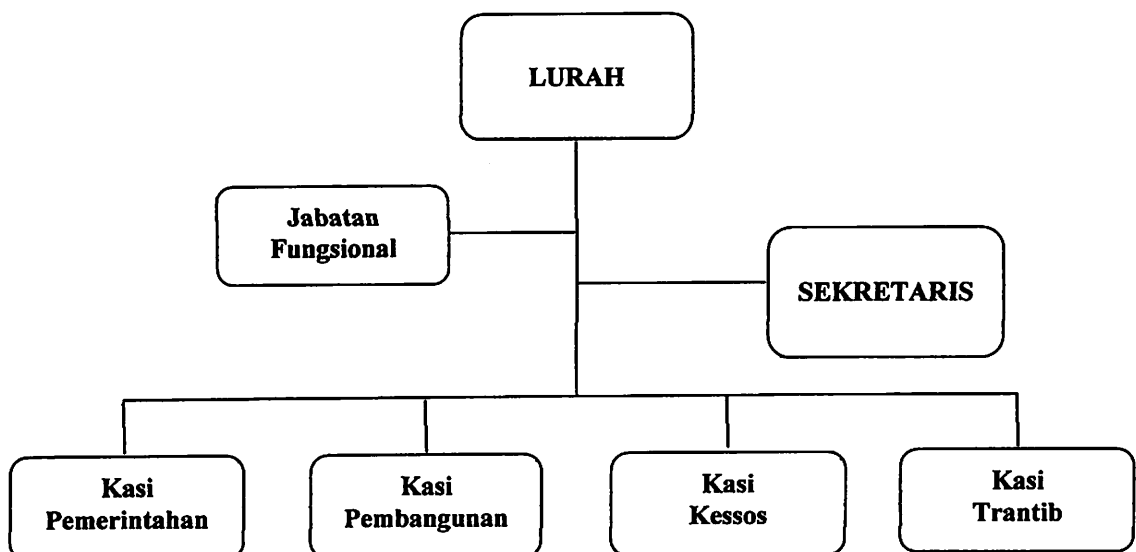 LURAH
Jabatan
Fungsional
SEKRETARIS
Kasi
Pemerintahan
Kasi
Pembangunan
Kasi
Kessos
Kasi
Trantib